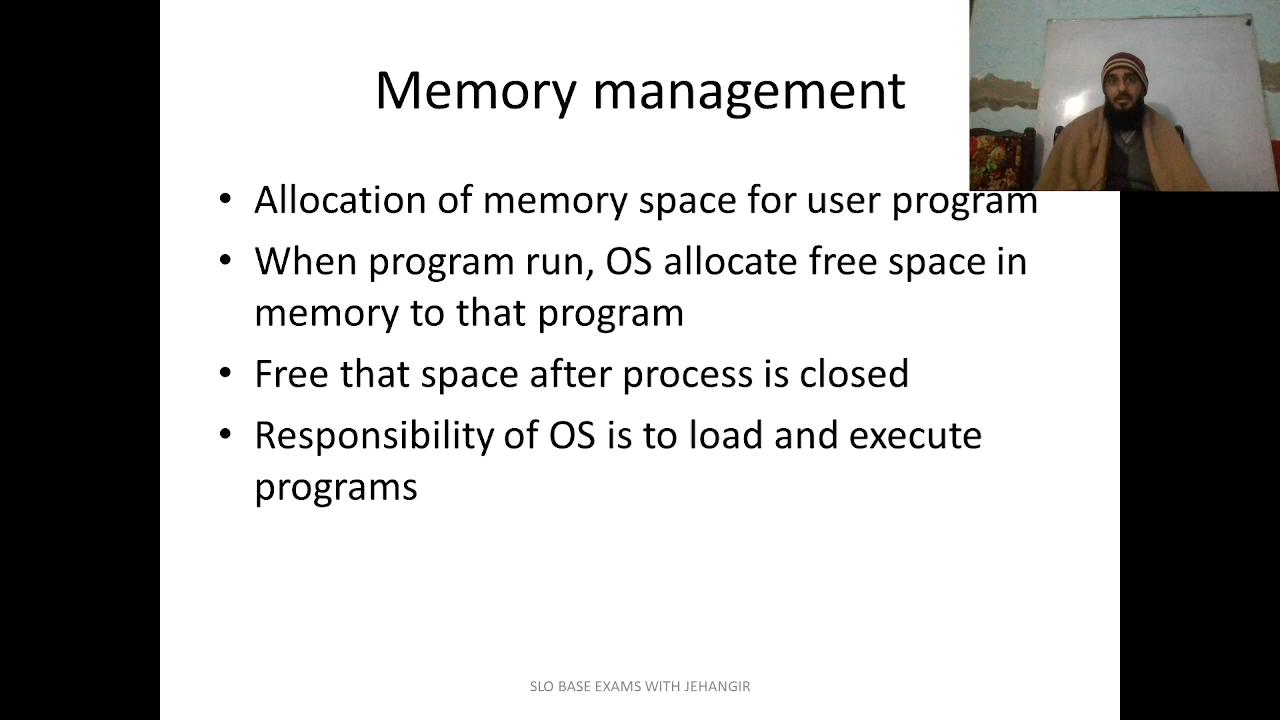 Memory management
• Allocation of memory space for user program
• When program run, OS allocate free space in
memory to that program
• Free that space after process is closed
• Responsibility of OS is to load and execute
programs
SLO BASE EXAMS WITH JEHANGIR